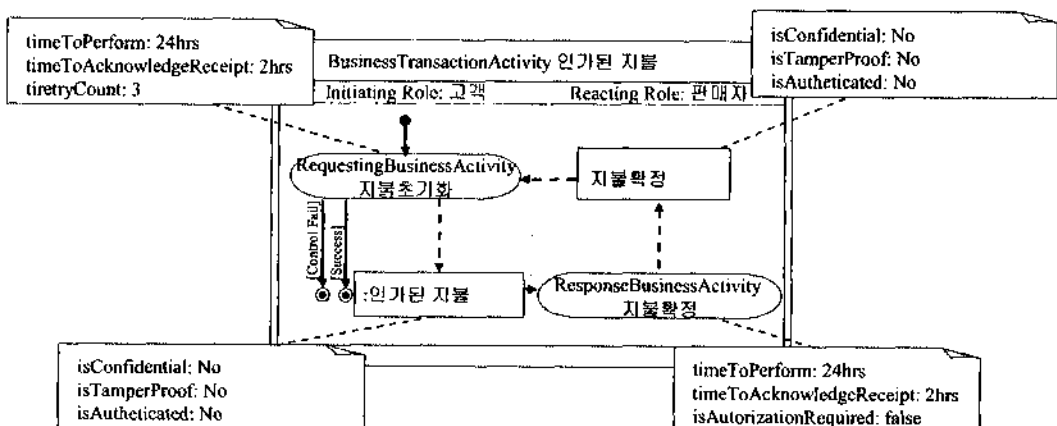 timeToPerform: 24hrs
timeToAcknowledgeReceipt: 2hrs
tiretryCount: 3
isConfidential: No
isTamperProof: No
isAutheticated: No
BusinessTransactionActivity 인가된 지불
Initiating Role: 고객
Reacting Role: 판매자
RequestingBusinessActivity
지불초기화
지불확정
[Control Fail]
[Success]
:인가된 지불
ResponseBusinessActivity
지불확정
isConfidential: No
isTamperProof: No
isAutheticated: No
timeToPerform: 24hrs
timeToAcknowledgeReceipt: 2hrs
isAutorizationRequired: false